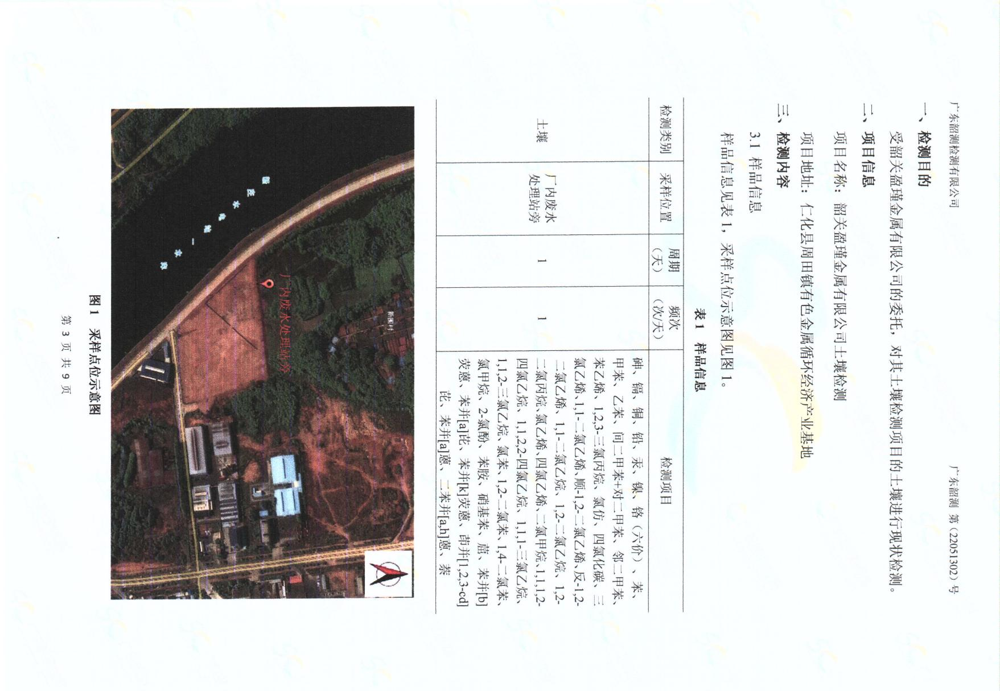 广东韶测检测有限公司 广东韶测 第（22051302）号
一、检测目的
受韶关盈瑾金属有限公司的委托，对其土壤检测项目的土壤进行现状检测。
二、项目信息
项目名称：韶关盈瑾金属有限公司土壤检测
项目地址：仁化县周田镇有色金属循环经济产业基地
三、检测内容
3.1 样品信息
样品信息见表 1，采样点位示意图见图 1。
表 1 样品信息
检测类别 采样位置 周期（天） 频次（次/天） 检测项目
土壤 厂内废水处理站旁 1 1
砷、镉、铜、铅、汞、镍、铬（六价）、苯、
甲苯、乙苯、间二甲苯+对二甲苯、邻二甲苯、
苯乙烯、1,2,3-三氯丙烷、氯仿、四氯化碳、三
氯乙烯、1,1-二氯乙烯、顺-1,2-二氯乙烯、反-1,2-
二氯乙烯、1,1-二氯乙烷、1,2-二氯乙烷、1,2-
二氯丙烷、氯乙烯、四氯乙烯、二氯甲烷、1,1,1,2-
四氯乙烷、1,1,2,2-四氯乙烷、1,1,1-三氯乙烷、
1,1,2-三氯乙烷、氯苯、1,2-二氯苯、1,4-二氯苯、
氯甲烷、2-氯酚、苯胺、硝基苯、䓛、苯并[b]
荧蒽、苯并[a]芘、苯并[k]荧蒽、茚并[1,2,3-cd]
芘、苯并[a]蒽、二苯并[a,h]蒽、萘
新围村
厂内废水处理站旁
水电站一水
图 1 采样点位示意图
第 3 页 共 9 页